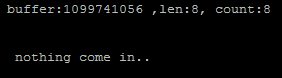 buffer:1099741056 ,len:8, count:8
nothing come in..